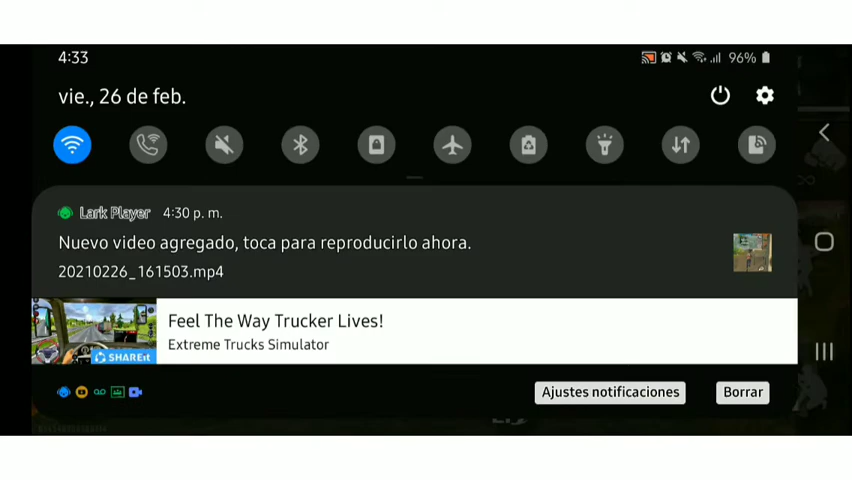 4:33
96%
vie., 26 de feb.
Lark Player 4:30 p. m.
Nuevo video agregado, toca para reproducirlo ahora.
20210226_161503.mp4
Feel The Way Trucker Lives!
SHAREit
Extreme Trucks Simulator
Ajustes notificaciones
Borrar